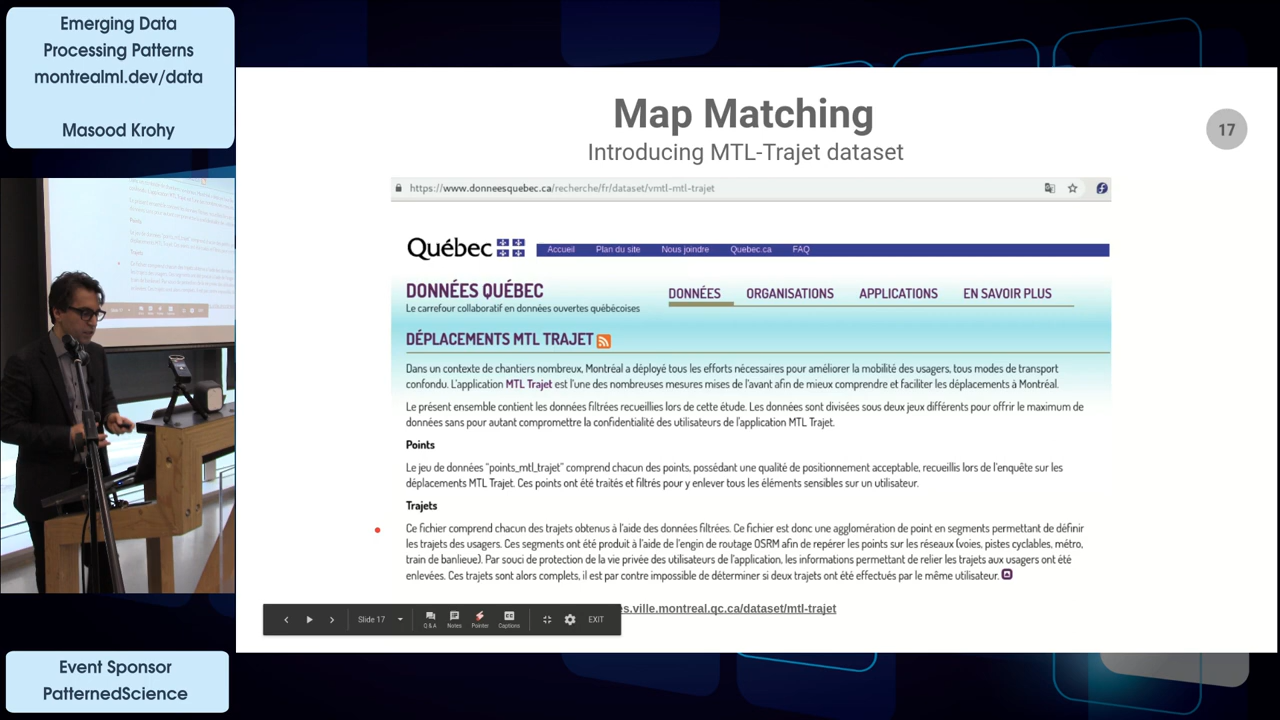 Emerging Data
Processing Patterns
montrealml.dev/data
Masood Krohy
Map Matching
17
Introducing MTL-Trajet dataset
https://www.donneesquebec.ca/recherche/fr/dataset/vmtl-mtl-trajet
Québec
Accueil Plan du site Nous joindre Quebec.ca FAQ
DONNÉES QUÉBEC
Le carrefour collaboratif en données ouvertes québécoises
DONNÉES ORGANISATIONS APPLICATIONS EN SAVOIR PLUS
DÉPLACEMENTS MTL TRAJET
Dans un contexte de chantiers nombreux, Montréal a déployé tous les efforts nécessaires pour améliorer la mobilité des usagers, tous modes de transport
confondu. L'application MTL Trajet est l'une des nombreuses mesures mises de l'avant afin de mieux comprendre et faciliter les déplacements à Montréal.
Le présent ensemble contient les données filtrées recueillies lors de cette étude. Les données sont divisées sous deux jeux différents pour offrir le maximum de
données sans pour autant compromettre la confidentialité des utilisateurs de l'application MTL Trajet.
Points
Le jeu de données "points_mtl_trajet" comprend chacun des points, possédant une qualité de positionnement acceptable, recueillis lors de l'enquête sur les
déplacements MTL Trajet. Ces points ont été traités et filtrés pour y enlever tous les éléments sensibles sur un utilisateur.
Trajets
Ce fichier comprend chacun des trajets obtenus à l'aide des données filtrées. Ce fichier est donc une agglomération de point en segments permettant de définir
les trajets des usagers. Ces segments ont été produit à l'aide de l'engin de routage OSRM afin de repérer les points sur les réseaux (voies, pistes cyclables, métro,
train de banlieue). Par souci de protection de la vie privée des utilisateurs de l'application, les informations permettant de relier les trajets aux usagers ont été
enlevées. Ces trajets sont alors complets, il est par contre impossible de déterminer si deux trajets ont été effectués par le même utilisateur.
es.ville.montreal.qc.ca/dataset/mtl-trajet
Slide 17 Q & A Notes Pointer Captions EXIT
Event Sponsor
PatternedScience